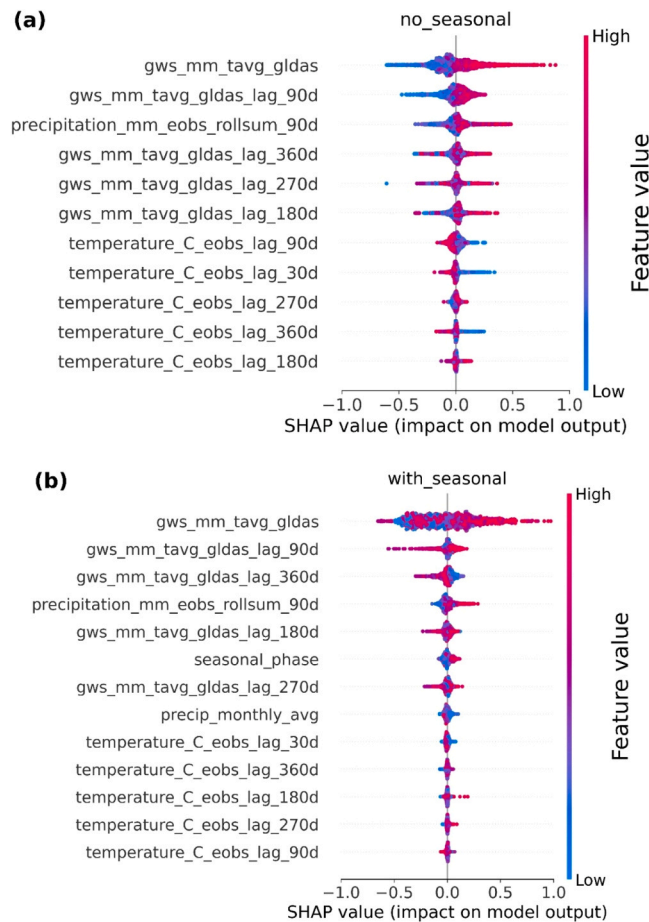 (a)
no_seasonal
High
gws_mm_tavg_gldas
gws_mm_tavg_gldas_lag_90d
precipitation_mm_eobs_rollsum_90d
gws_mm_tavg_gldas_lag_360d
gws_mm_tavg_gldas_lag_270d
gws_mm_tavg_gldas_lag_180d
temperature_C_eobs_lag_90d
temperature_C_eobs_lag_30d
temperature_C_eobs_lag_270d
temperature_C_eobs_lag_360d
temperature_C_eobs_lag_180d
Feature value
Low
−1.0 −0.5 0.0 0.5 1.0
SHAP value (impact on model output)
(b)
with_seasonal
High
gws_mm_tavg_gldas
gws_mm_tavg_gldas_lag_90d
gws_mm_tavg_gldas_lag_360d
precipitation_mm_eobs_rollsum_90d
gws_mm_tavg_gldas_lag_180d
seasonal_phase
gws_mm_tavg_gldas_lag_270d
precip_monthly_avg
temperature_C_eobs_lag_30d
temperature_C_eobs_lag_360d
temperature_C_eobs_lag_180d
temperature_C_eobs_lag_270d
temperature_C_eobs_lag_90d
Feature value
Low
−1.0 −0.5 0.0 0.5 1.0
SHAP value (impact on model output)